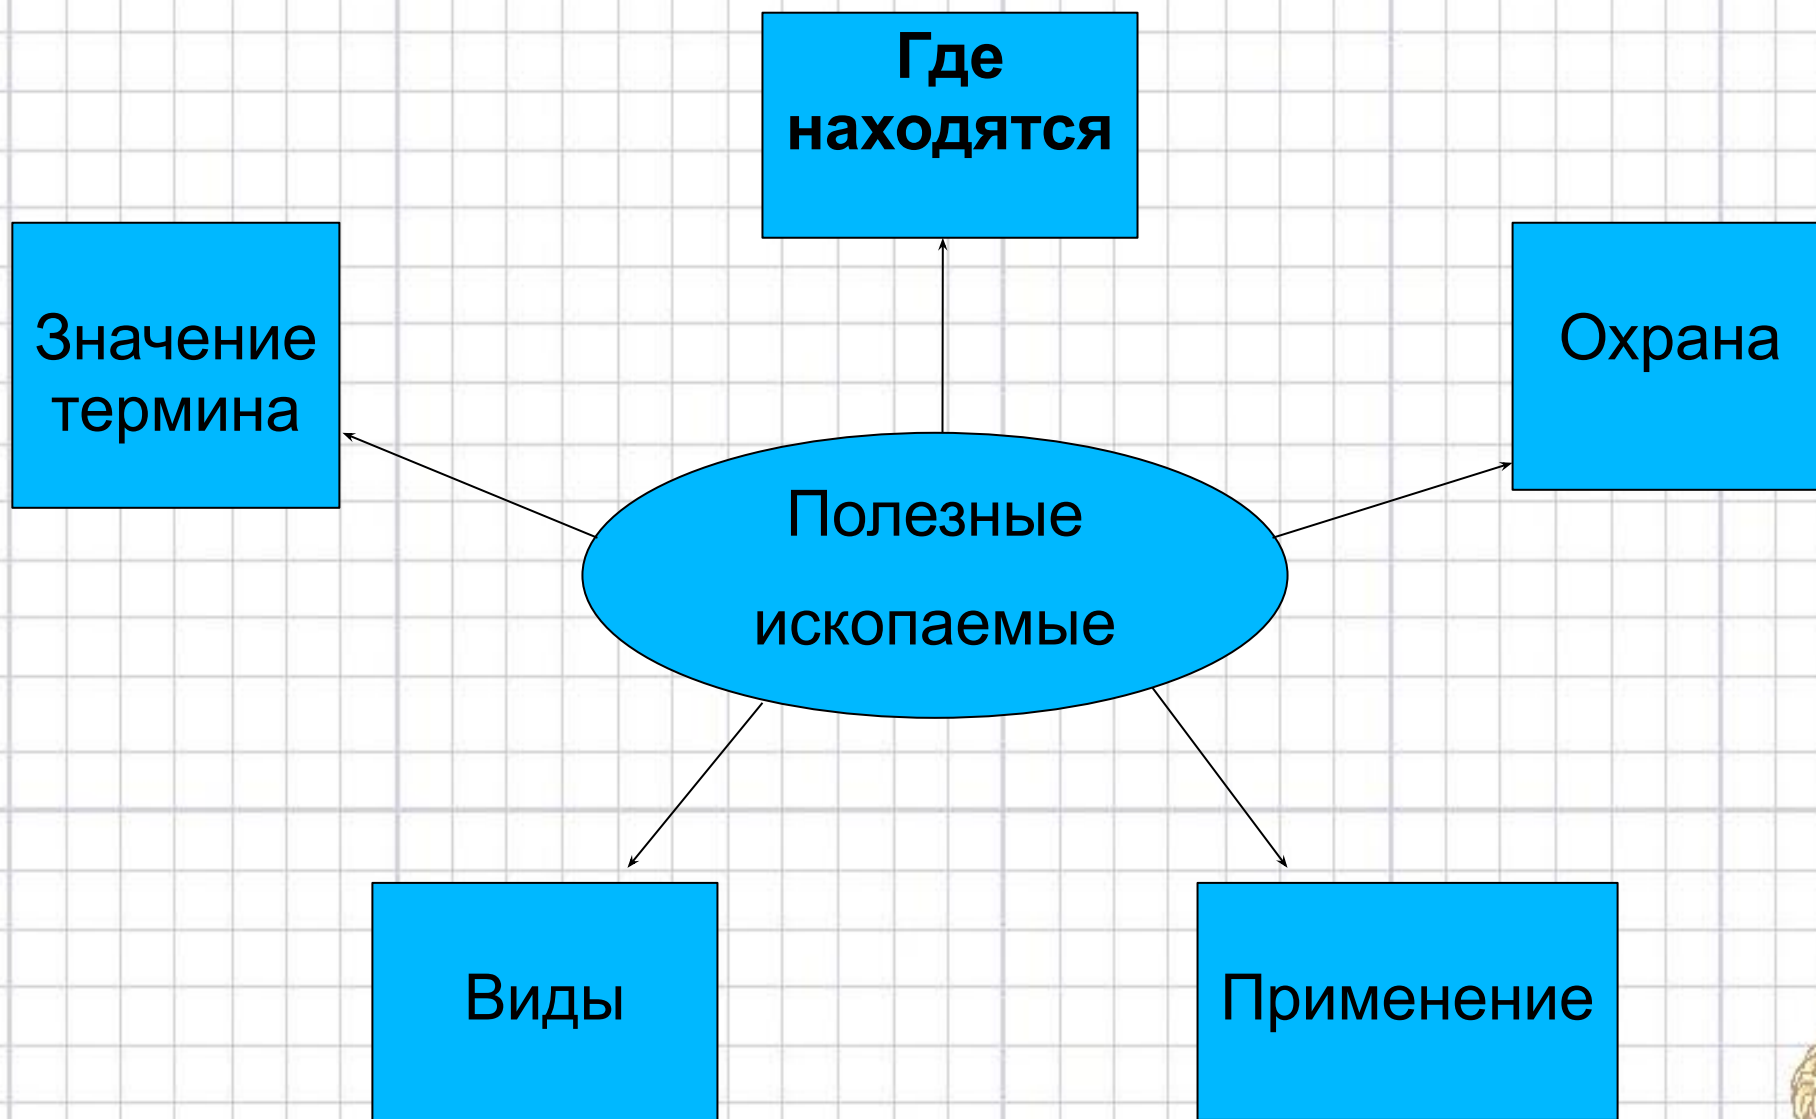 Где
находятся
Значение
термина
Охрана
Полезные
ископаемые
Виды
Применение